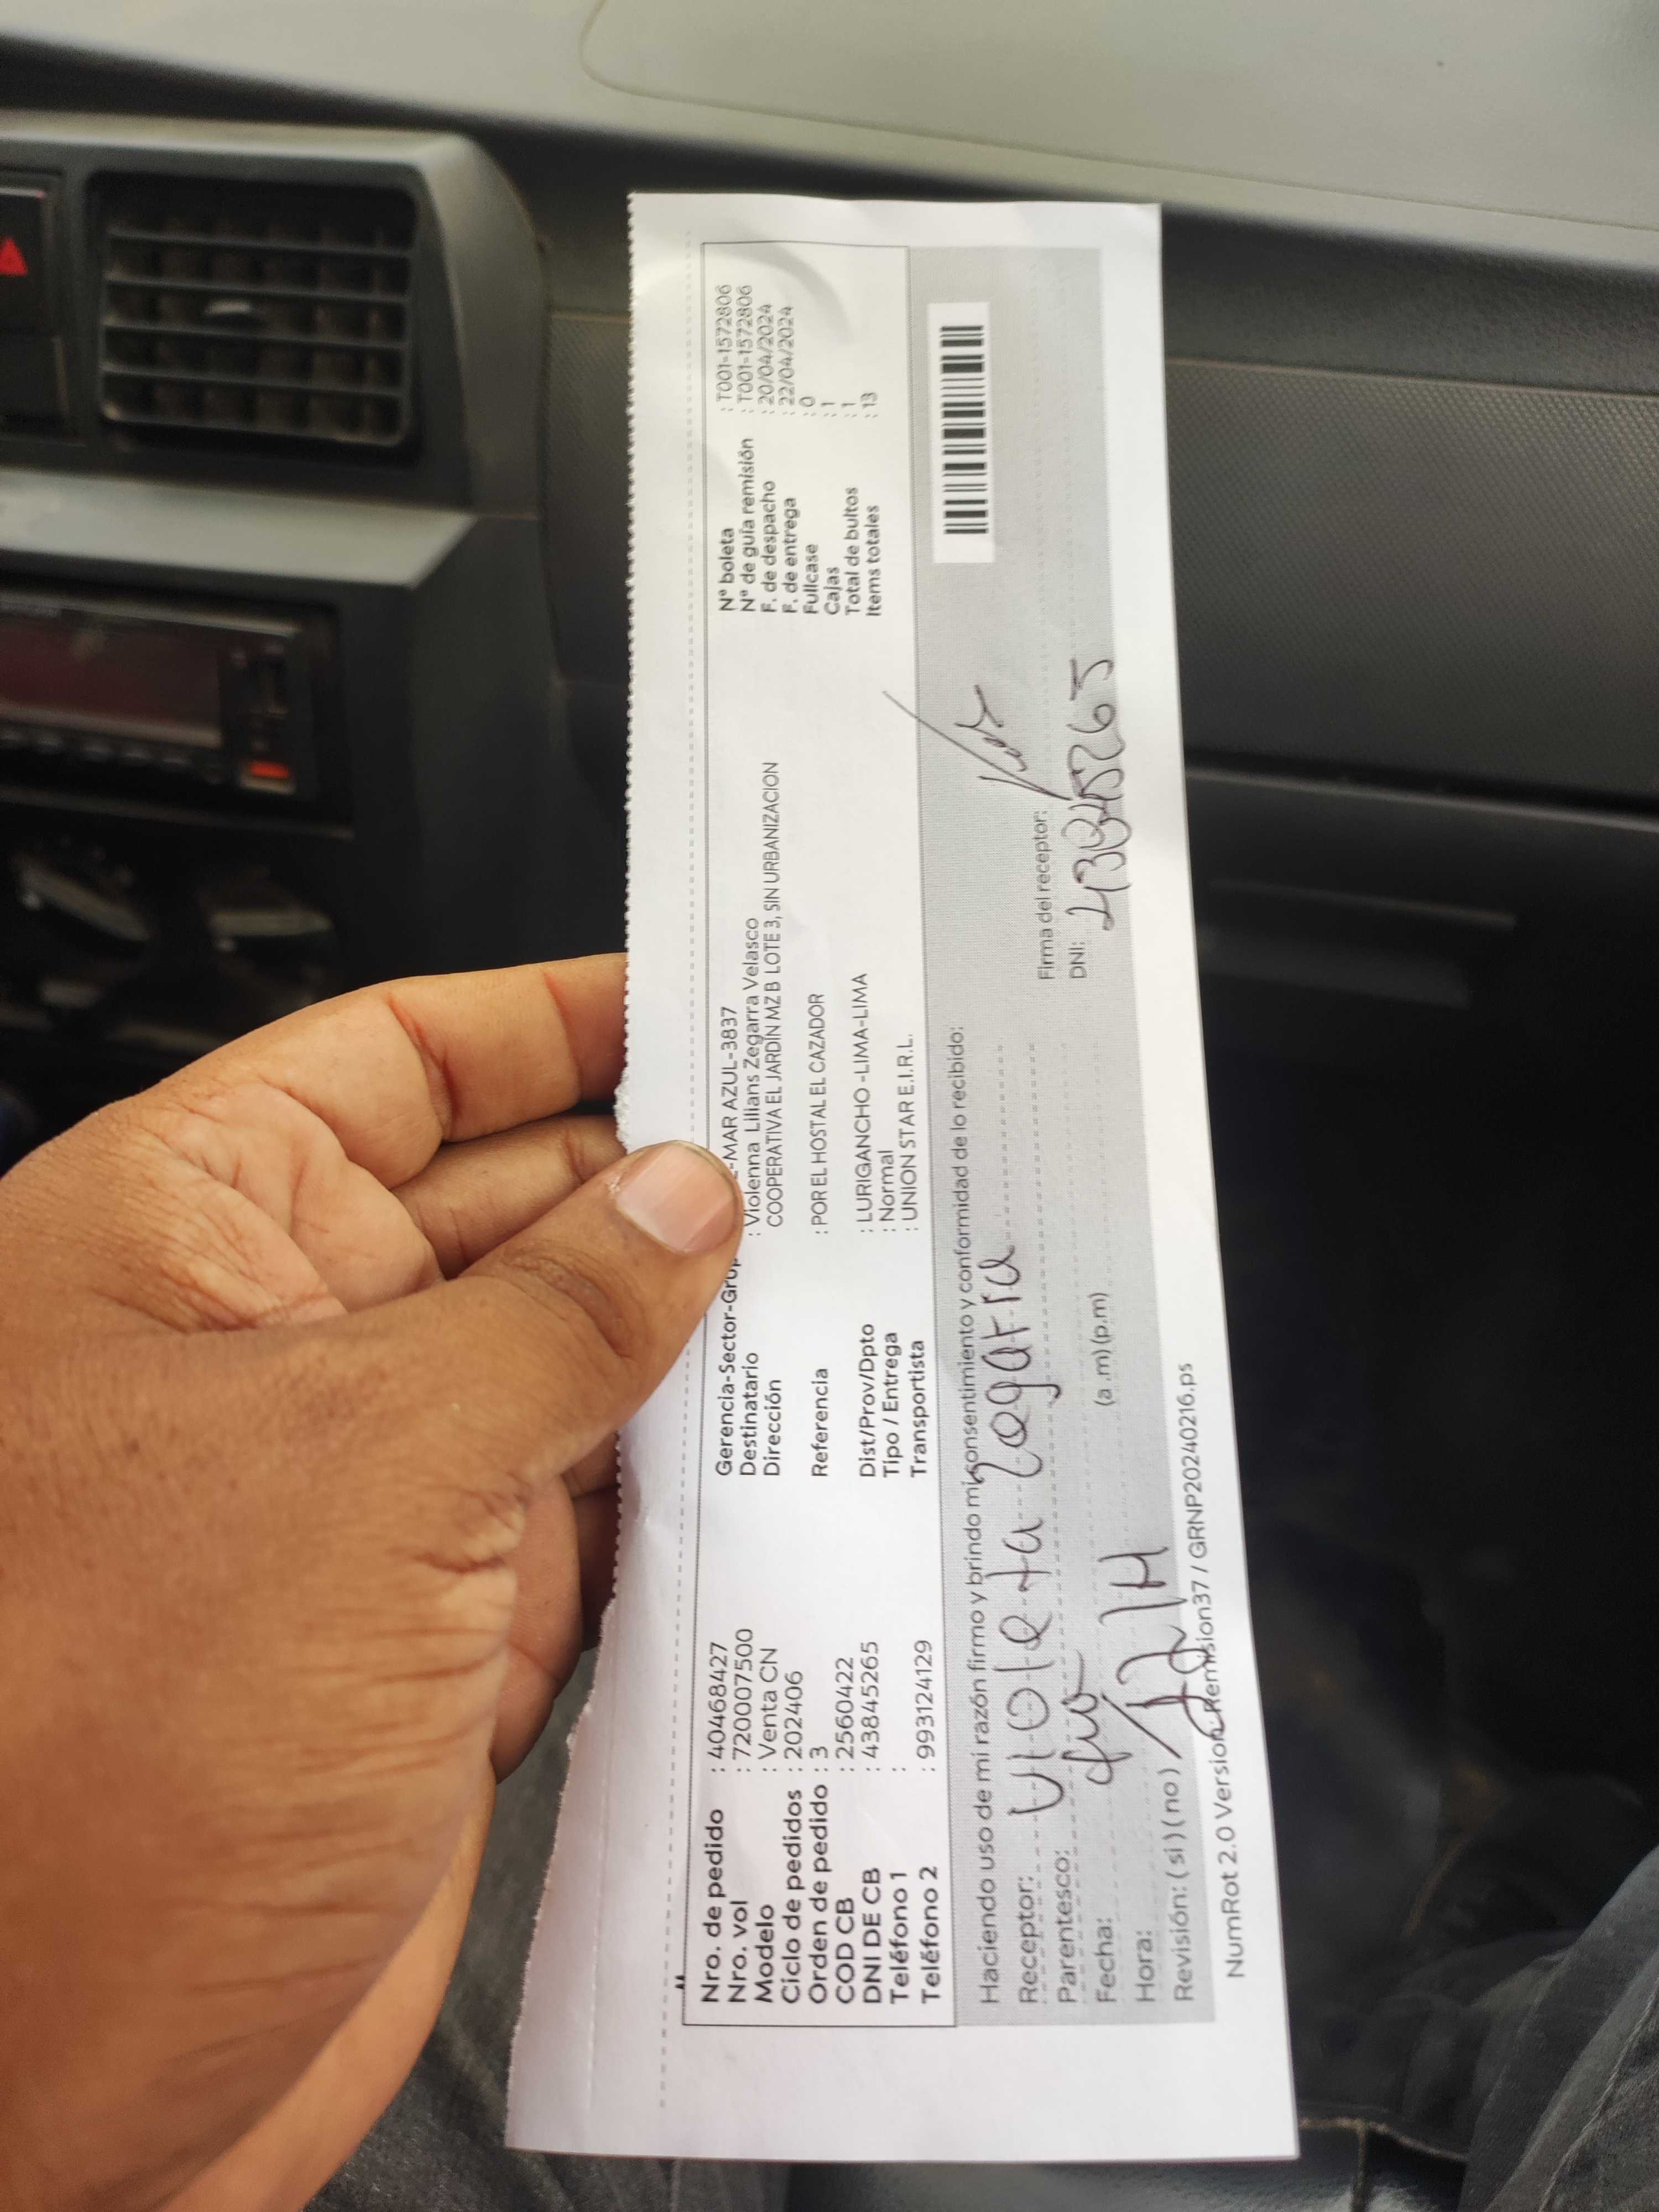 Nro. de pedido : 40468427
Nro. vol : 720007500
Modelo : Venta CN
Ciclo de pedidos : 202406
Orden de pedido : 3
COD CB : 2560422
DNI DE CB : 43845265
Teléfono 1 :
Teléfono 2 : 993124129
Gerencia-Sector-Grup -MAR AZUL-3837
Destinatario : Violenna Lilians Zegarra Velasco
Dirección COOPERATIVA EL JARDIN MZ B LOTE 3, SIN URBANIZACION
Referencia : POR EL HOSTAL EL CAZADOR
Dist/Prov/Dpto : LURIGANCHO -LIMA-LIMA
Tipo / Entrega : Normal
Transportista : UNION STAR E.I.R.L.
N° boleta : T001-1572806
N° de guía remisión : T001-1572806
F. de despacho : 20/04/2024
F. de entrega : 22/04/2024
Fullcase : 0
Cajas : 1
Total de bultos : 1
Items totales : 13
Haciendo uso de mi razón firmo y brindo mi consentimiento y conformidad de lo recibido:
Receptor: Violeta
Parentesco:
Fecha:
Hora: (a .m) (p.m)
Revisión: ( si ) ( no )
Firma del receptor:
DNI: 43845265
NumRot 2.0 Version: Remision37 / GRNP20240216.ps